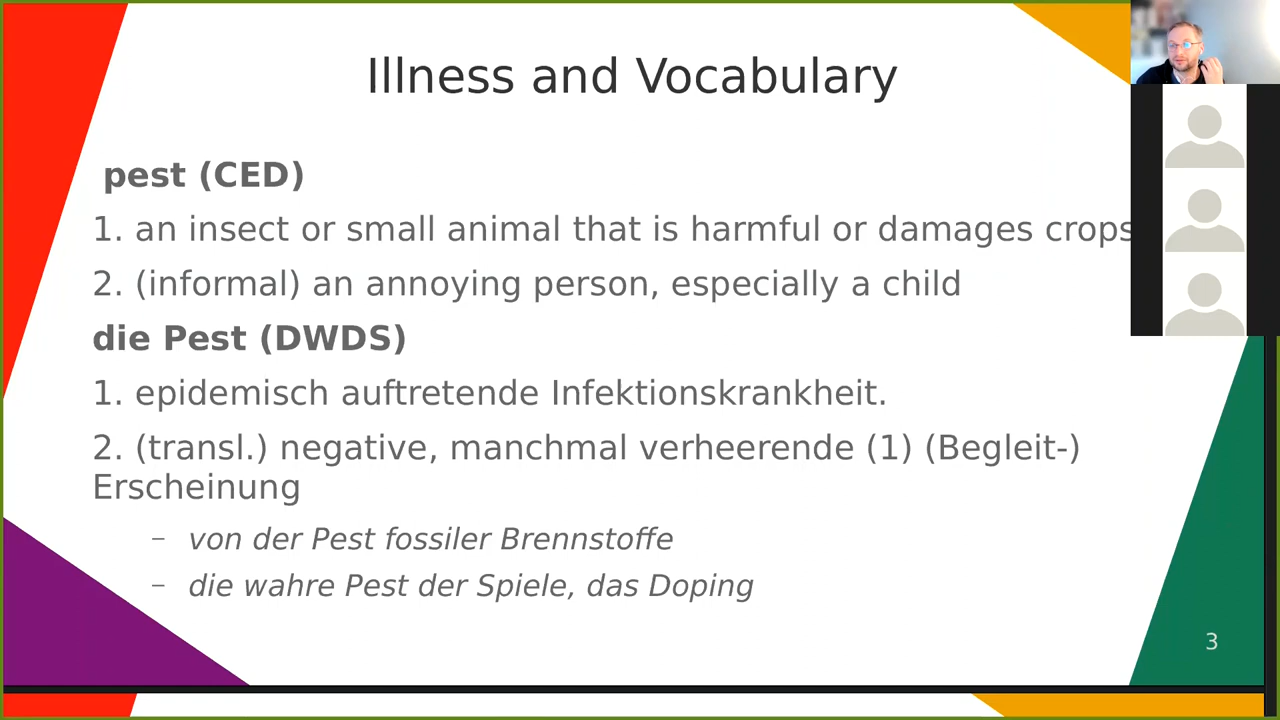 Illness and Vocabulary
pest (CED)
1. an insect or small animal that is harmful or damages crops
2. (informal) an annoying person, especially a child
die Pest (DWDS)
1. epidemisch auftretende Infektionskrankheit.
2. (transl.) negative, manchmal verheerende (1) (Begleit-)
Erscheinung
– von der Pest fossiler Brennstoffe
– die wahre Pest der Spiele, das Doping
3